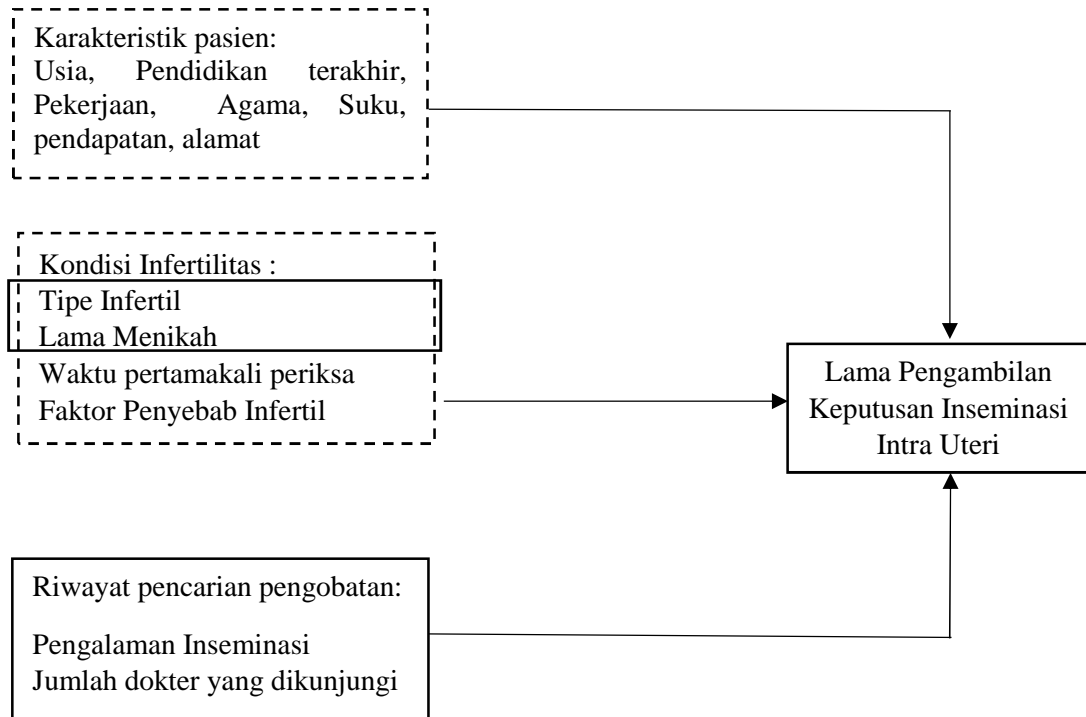 Karakteristik pasien:
Usia, Pendidikan terakhir,
Pekerjaan, Agama, Suku,
pendapatan, alamat
Kondisi Infertilitas :
Tipe Infertil
Lama Menikah
Waktu pertamakali periksa
Faktor Penyebab Infertil
Lama Pengambilan
Keputusan Inseminasi
Intra Uteri
Riwayat pencarian pengobatan:
Pengalaman Inseminasi
Jumlah dokter yang dikunjungi